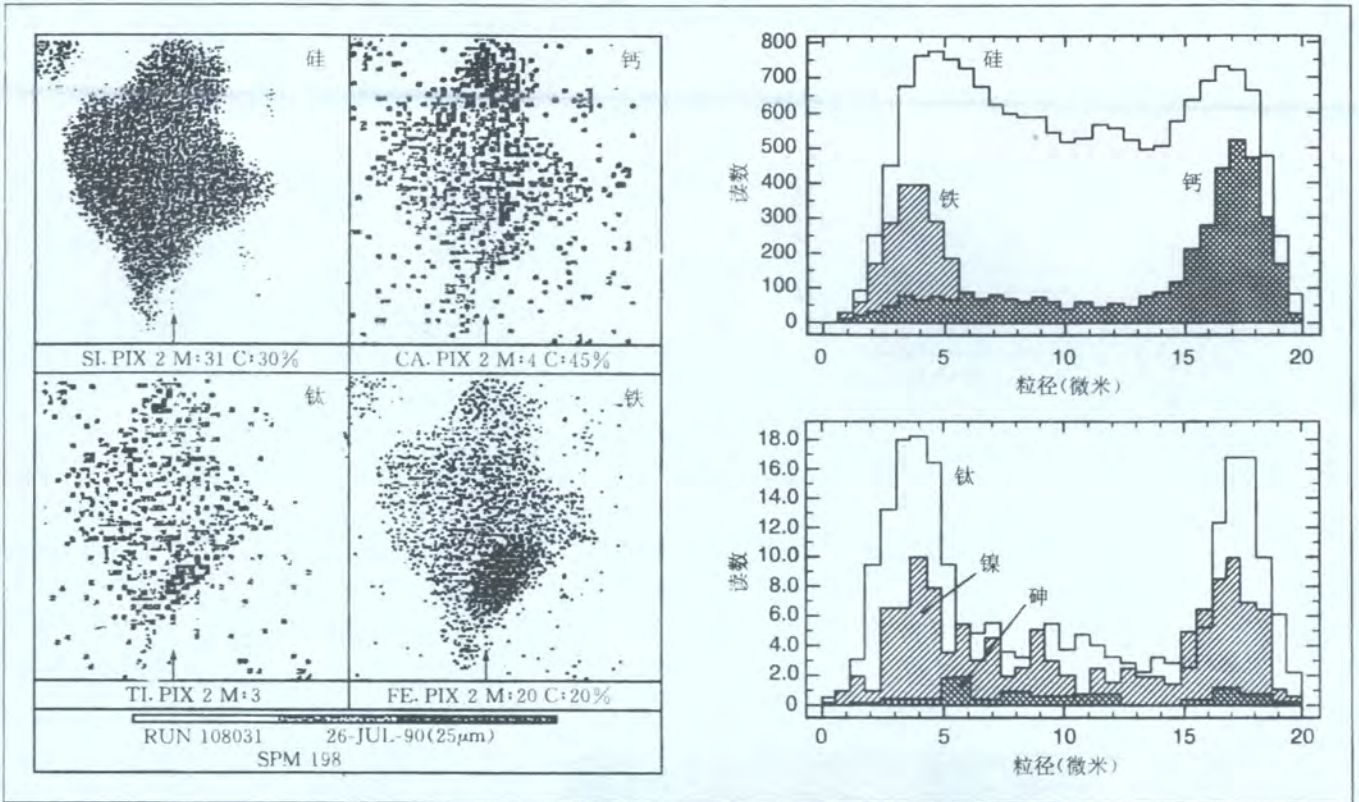 硅
钙
SI. PIX 2 M:31 C:30%
CA. PIX 2 M:4 C:45%
钛
铁
TI. PIX 2 M:3
FE. PIX 2 M:20 C:20%
RUN 108031 26-JUL-90(25μm)
SPM 198
800
700
600
500
400
300
200
100
0
读数
硅
铁
钙
0 5 10 15 20
粒径(微米)
18.0
16.0
14.0
12.0
10.0
8.0
6.0
4.0
2.0
0.0
读数
钛
镍
砷
0 5 10 15 20
粒径(微米)